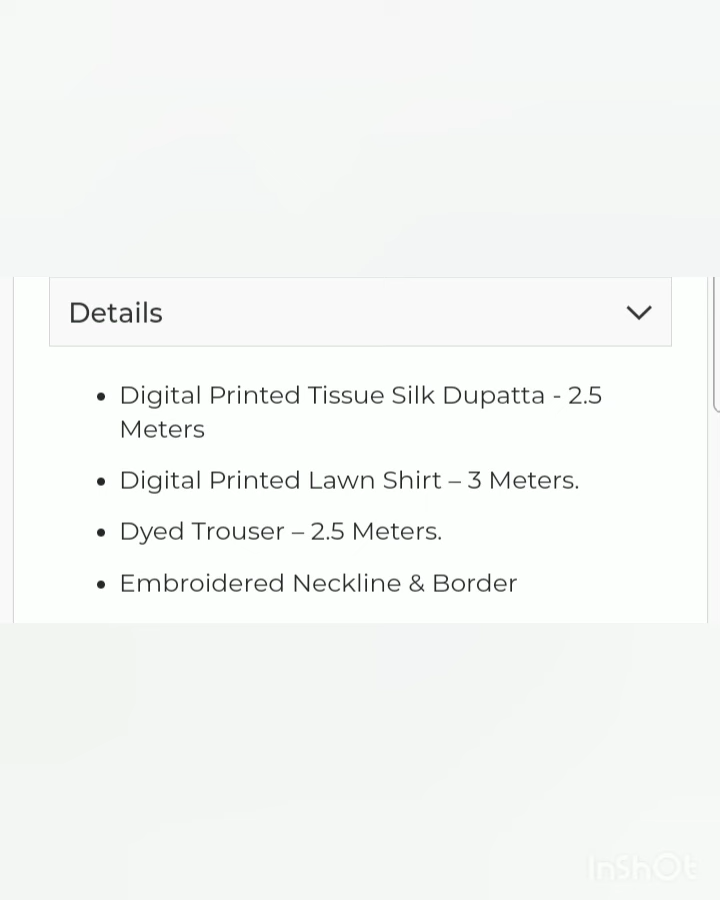 Details
Digital Printed Tissue Silk Dupatta - 2.5
Meters
Digital Printed Lawn Shirt – 3 Meters.
Dyed Trouser – 2.5 Meters.
Embroidered Neckline & Border
InShOt